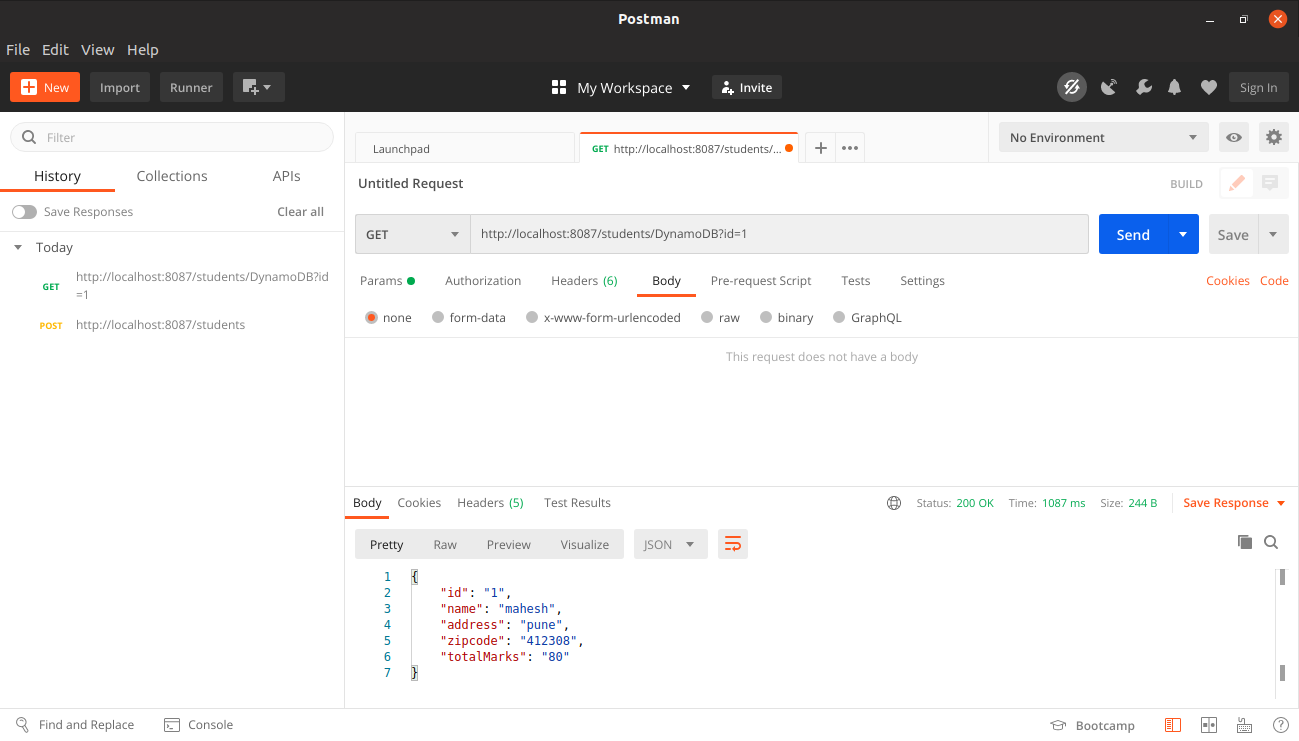 Postman
File Edit View Help
New Import Runner My Workspace Invite Sign In
Filter
History Collections APIs
Save Responses Clear all
Today
GET http://localhost:8087/students/DynamoDB?id
=1
POST http://localhost:8087/students
Launchpad GET http://localhost:8087/students/... No Environment
Untitled Request BUILD
GET http://localhost:8087/students/DynamoDB?id=1 Send Save
Params Authorization Headers (6) Body Pre-request Script Tests Settings Cookies Code
none form-data x-www-form-urlencoded raw binary GraphQL
This request does not have a body
Body Cookies Headers (5) Test Results Status: 200 OK Time: 1087 ms Size: 244 B Save Response
Pretty Raw Preview Visualize JSON
1 {
2 "id": "1",
3 "name": "mahesh",
4 "address": "pune",
5 "zipcode": "412308",
6 "totalMarks": "80"
7 }
Find and Replace Console Bootcamp